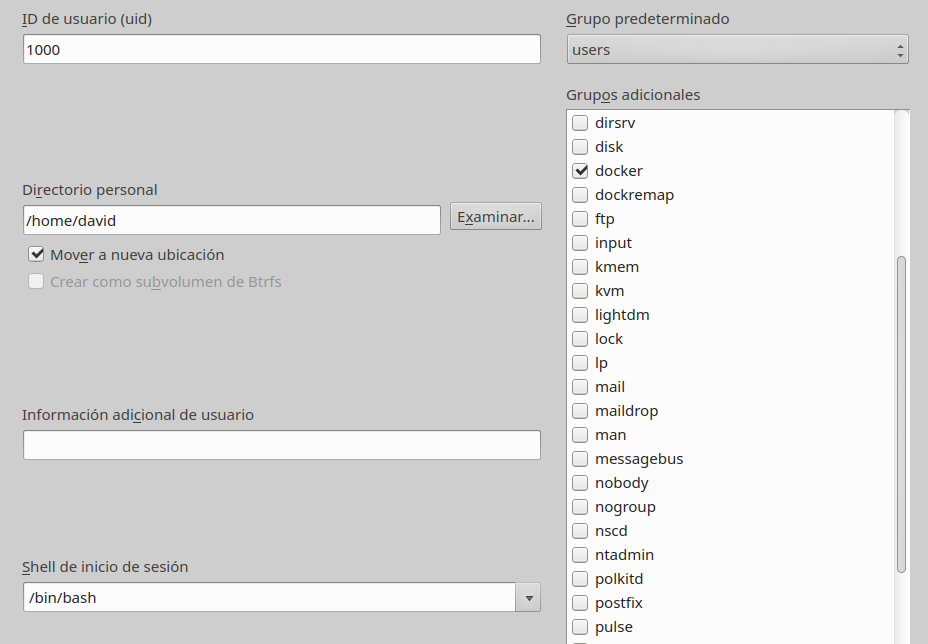 ID de usuario (uid)
1000
Directorio personal
/home/david
Examinar...
Mover a nueva ubicación
Crear como subvolumen de Btrfs
Información adicional de usuario
Shell de inicio de sesión
/bin/bash
Grupo predeterminado
users
Grupos adicionales
dirsrv
disk
docker
dockremap
ftp
input
kmem
kvm
lightdm
lock
lp
mail
maildrop
man
messagebus
nobody
nogroup
nscd
ntadmin
polkitd
postfix
pulse